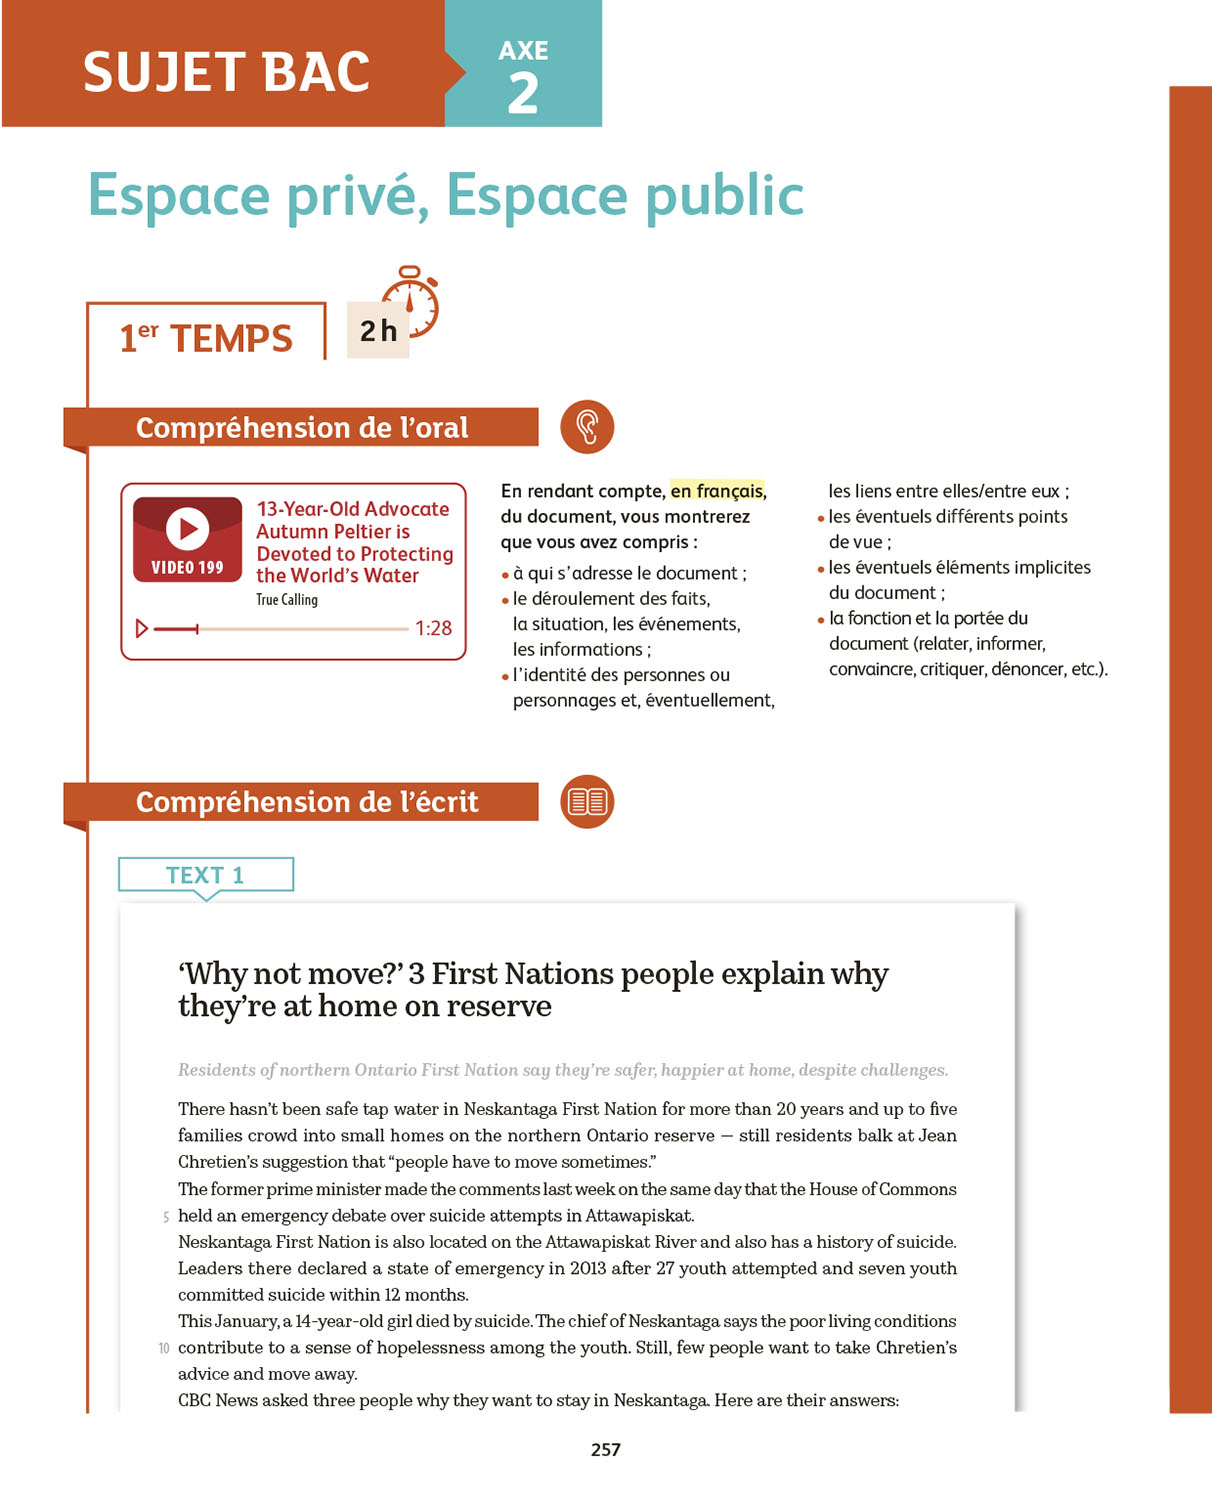 SUJET BAC
AXE
2
Espace privé, Espace public
1er TEMPS
2 h
Compréhension de l'oral
VIDEO 199
13-Year-Old Advocate
Autumn Peltier is
Devoted to Protecting
the World's Water
True Calling
1:28
En rendant compte, en français,
du document, vous montrerez
que vous avez compris :
• à qui s'adresse le document ;
• le déroulement des faits,
la situation, les événements,
les informations ;
• l'identité des personnes ou
personnages et, éventuellement,
les liens entre elles/entre eux ;
• les éventuels différents points
de vue ;
• les éventuels éléments implicites
du document ;
• la fonction et la portée du
document (relater, informer,
convaincre, critiquer, dénoncer, etc.).
Compréhension de l'écrit
TEXT 1
'Why not move?' 3 First Nations people explain why
they're at home on reserve
Residents of northern Ontario First Nation say they're safer, happier at home, despite challenges.
There hasn't been safe tap water in Neskantaga First Nation for more than 20 years and up to five
families crowd into small homes on the northern Ontario reserve — still residents balk at Jean
Chretien's suggestion that "people have to move sometimes."
The former prime minister made the comments last week on the same day that the House of Commons
5 held an emergency debate over suicide attempts in Attawapiskat.
Neskantaga First Nation is also located on the Attawapiskat River and also has a history of suicide.
Leaders there declared a state of emergency in 2013 after 27 youth attempted and seven youth
committed suicide within 12 months.
This January, a 14-year-old girl died by suicide. The chief of Neskantaga says the poor living conditions
10 contribute to a sense of hopelessness among the youth. Still, few people want to take Chretien's
advice and move away.
CBC News asked three people why they want to stay in Neskantaga. Here are their answers:
257